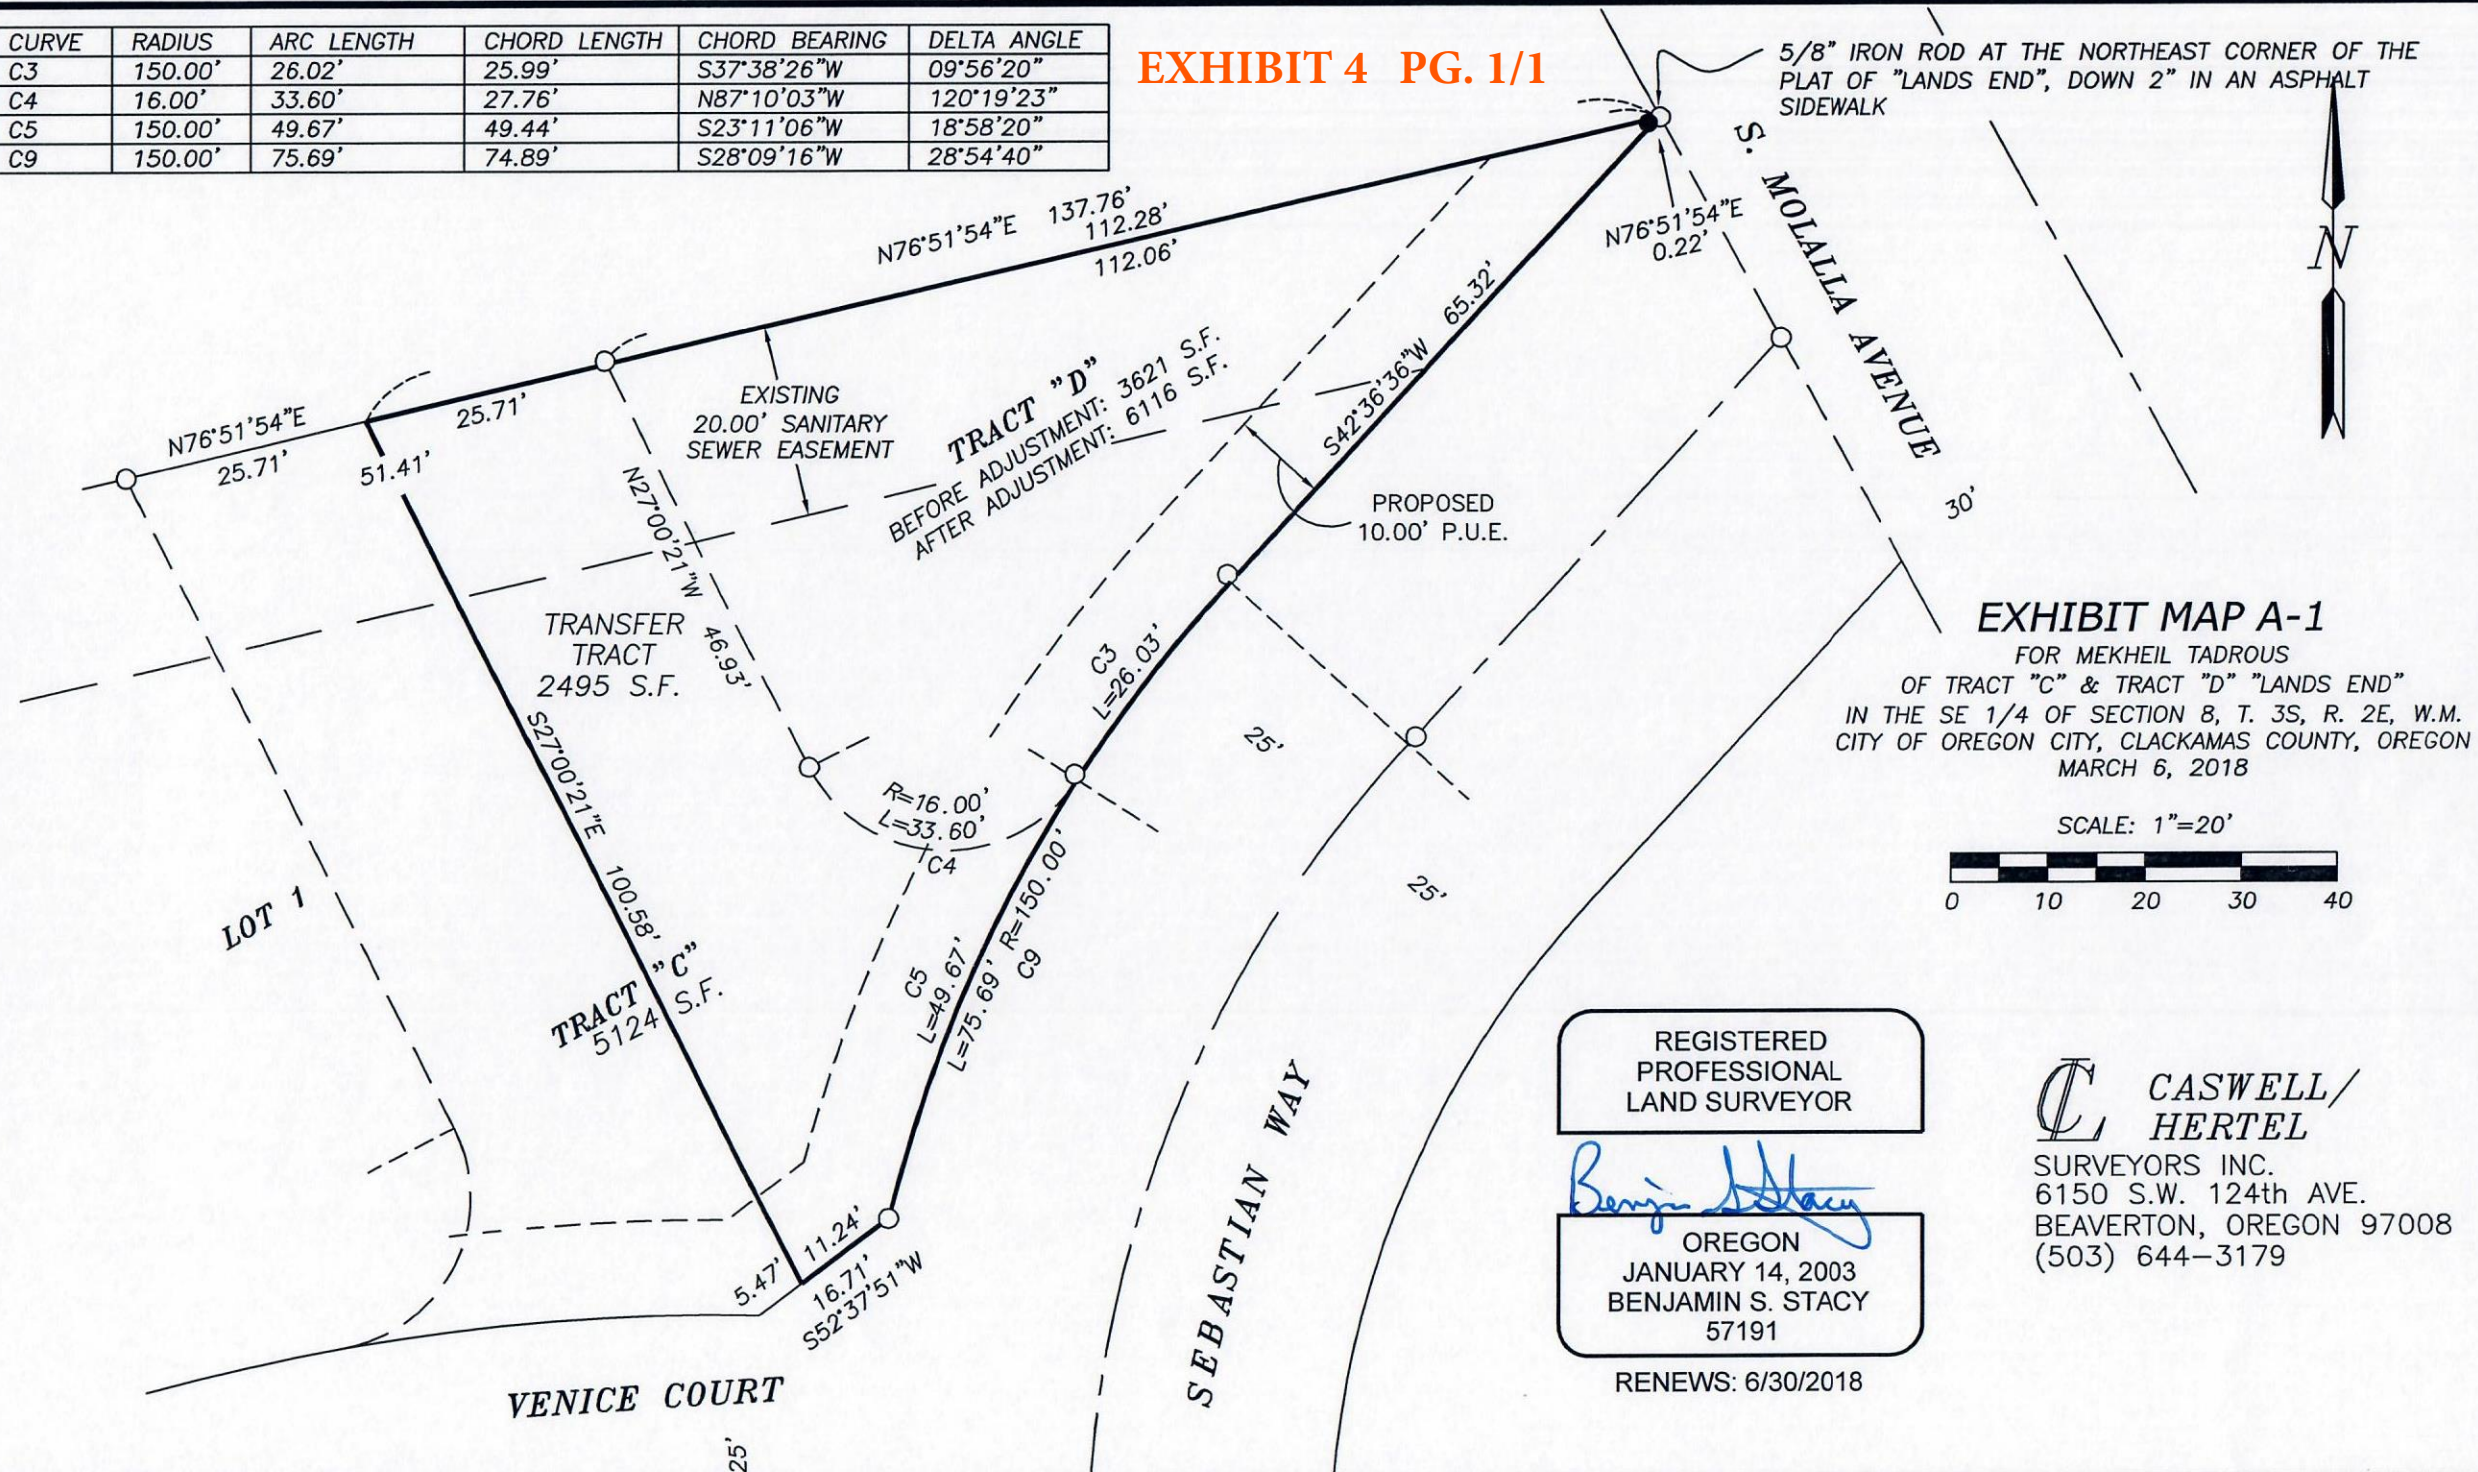 CURVE RADIUS ARC LENGTH CHORD LENGTH CHORD BEARING DELTA ANGLE
C3 150.00' 26.02' 25.99' S37°38'26"W 09°56'20"
C4 16.00' 33.60' 27.76' N87°10'03"W 120°19'23"
C5 150.00' 49.67' 49.44' S23°11'06"W 18°58'20"
C9 150.00' 75.69' 74.89' S28°09'16"W 28°54'40"
EXHIBIT 4 PG. 1/1
5/8" IRON ROD AT THE NORTHEAST CORNER OF THE
PLAT OF "LANDS END", DOWN 2" IN AN ASPHALT
SIDEWALK
N
S. MOLALLA AVENUE
30'
N76°51'54"E
0.22'
N76°51'54"E 137.76'
112.28'
112.06'
N76°51'54"E
25.71'
25.71'
51.41'
EXISTING
20.00' SANITARY
SEWER EASEMENT
TRACT "D"
BEFORE ADJUSTMENT: 3621 S.F.
AFTER ADJUSTMENT: 6116 S.F.
S42°36'36"W 65.32'
PROPOSED
10.00' P.U.E.
N27°00'21"W 46.93'
TRANSFER
TRACT
2495 S.F.
S27°00'21"E 100.58'
C3
L=26.03'
25'
25'
R=16.00'
L=33.60'
C4
C5
L=49.67'
L=75.69' R=150.00'
C9
LOT 1
TRACT "C"
5124 S.F.
5.47'
11.24'
16.71'
S52°37'51"W
VENICE COURT
25'
SEBASTIAN WAY
EXHIBIT MAP A-1
FOR MEKHEIL TADROUS
OF TRACT "C" & TRACT "D" "LANDS END"
IN THE SE 1/4 OF SECTION 8, T. 3S, R. 2E, W.M.
CITY OF OREGON CITY, CLACKAMAS COUNTY, OREGON
MARCH 6, 2018
SCALE: 1"=20'
0 10 20 30 40
REGISTERED
PROFESSIONAL
LAND SURVEYOR
Benjamin S Stacy
OREGON
JANUARY 14, 2003
BENJAMIN S. STACY
57191
RENEWS: 6/30/2018
CASWELL/
HERTEL
SURVEYORS INC.
6150 S.W. 124th AVE.
BEAVERTON, OREGON 97008
(503) 644-3179